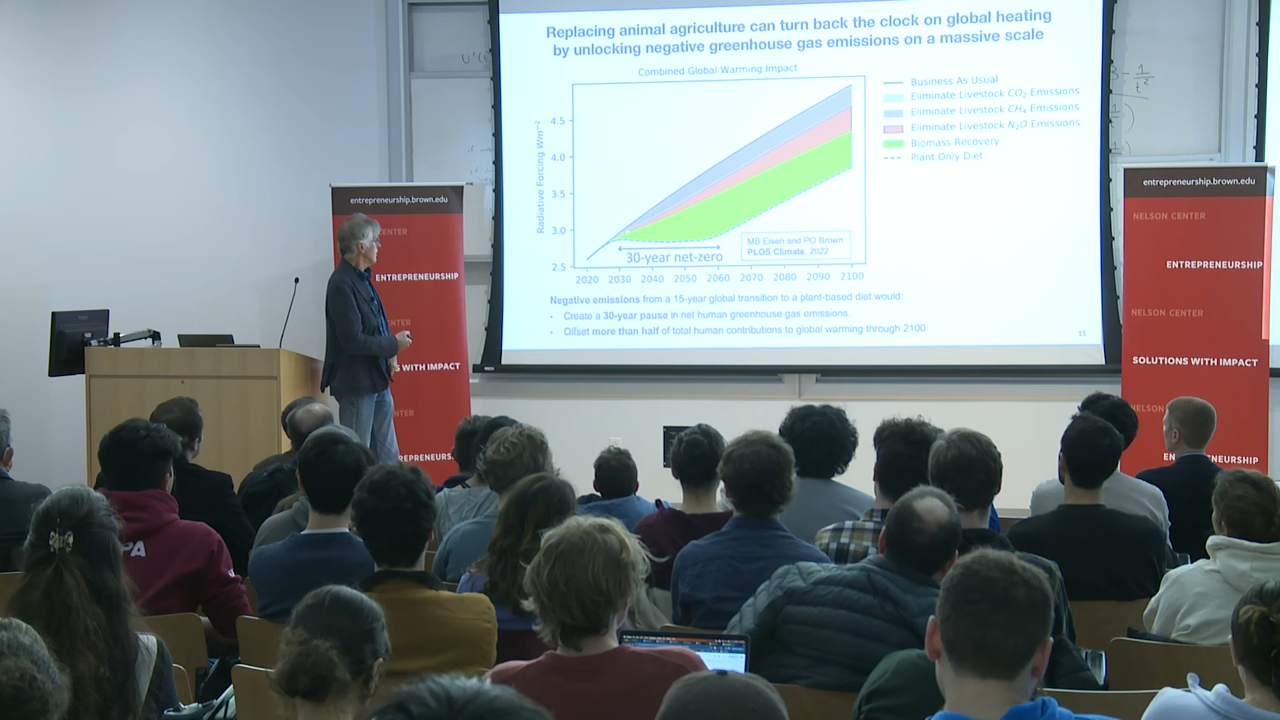 Replacing animal agriculture can turn back the clock on global heating
by unlocking negative greenhouse gas emissions on a massive scale
Combined Global Warming Impact
Radiative Forcing Wm⁻²
4.5
4.0
3.5
3.0
2.5
2020 2030 2040 2050 2060 2070 2080 2090 2100
30-year net-zero
MB Eisen and PO Brown
PLOS Climate, 2022
Business As Usual
Eliminate Livestock CO₂ Emissions
Eliminate Livestock CH₄ Emissions
Eliminate Livestock N₂O Emissions
Biomass Recovery
Plant Only Diet
Negative emissions from a 15-year global transition to a plant-based diet would:
• Create a 30-year pause in net human greenhouse gas emissions.
• Offset more than half of total human contributions to global warming through 2100
15
entrepreneurship.brown.edu
CENTER
ENTREPRENEURSHIP
CENTER
S WITH IMPACT
CENTER
REPRENEURS
entrepreneurship.brown.edu
NELSON CENTER
ENTREPRENEURSHIP
NELSON CENTER
SOLUTIONS WITH IMPACT
NELSON
EN
EURSHIP
PA